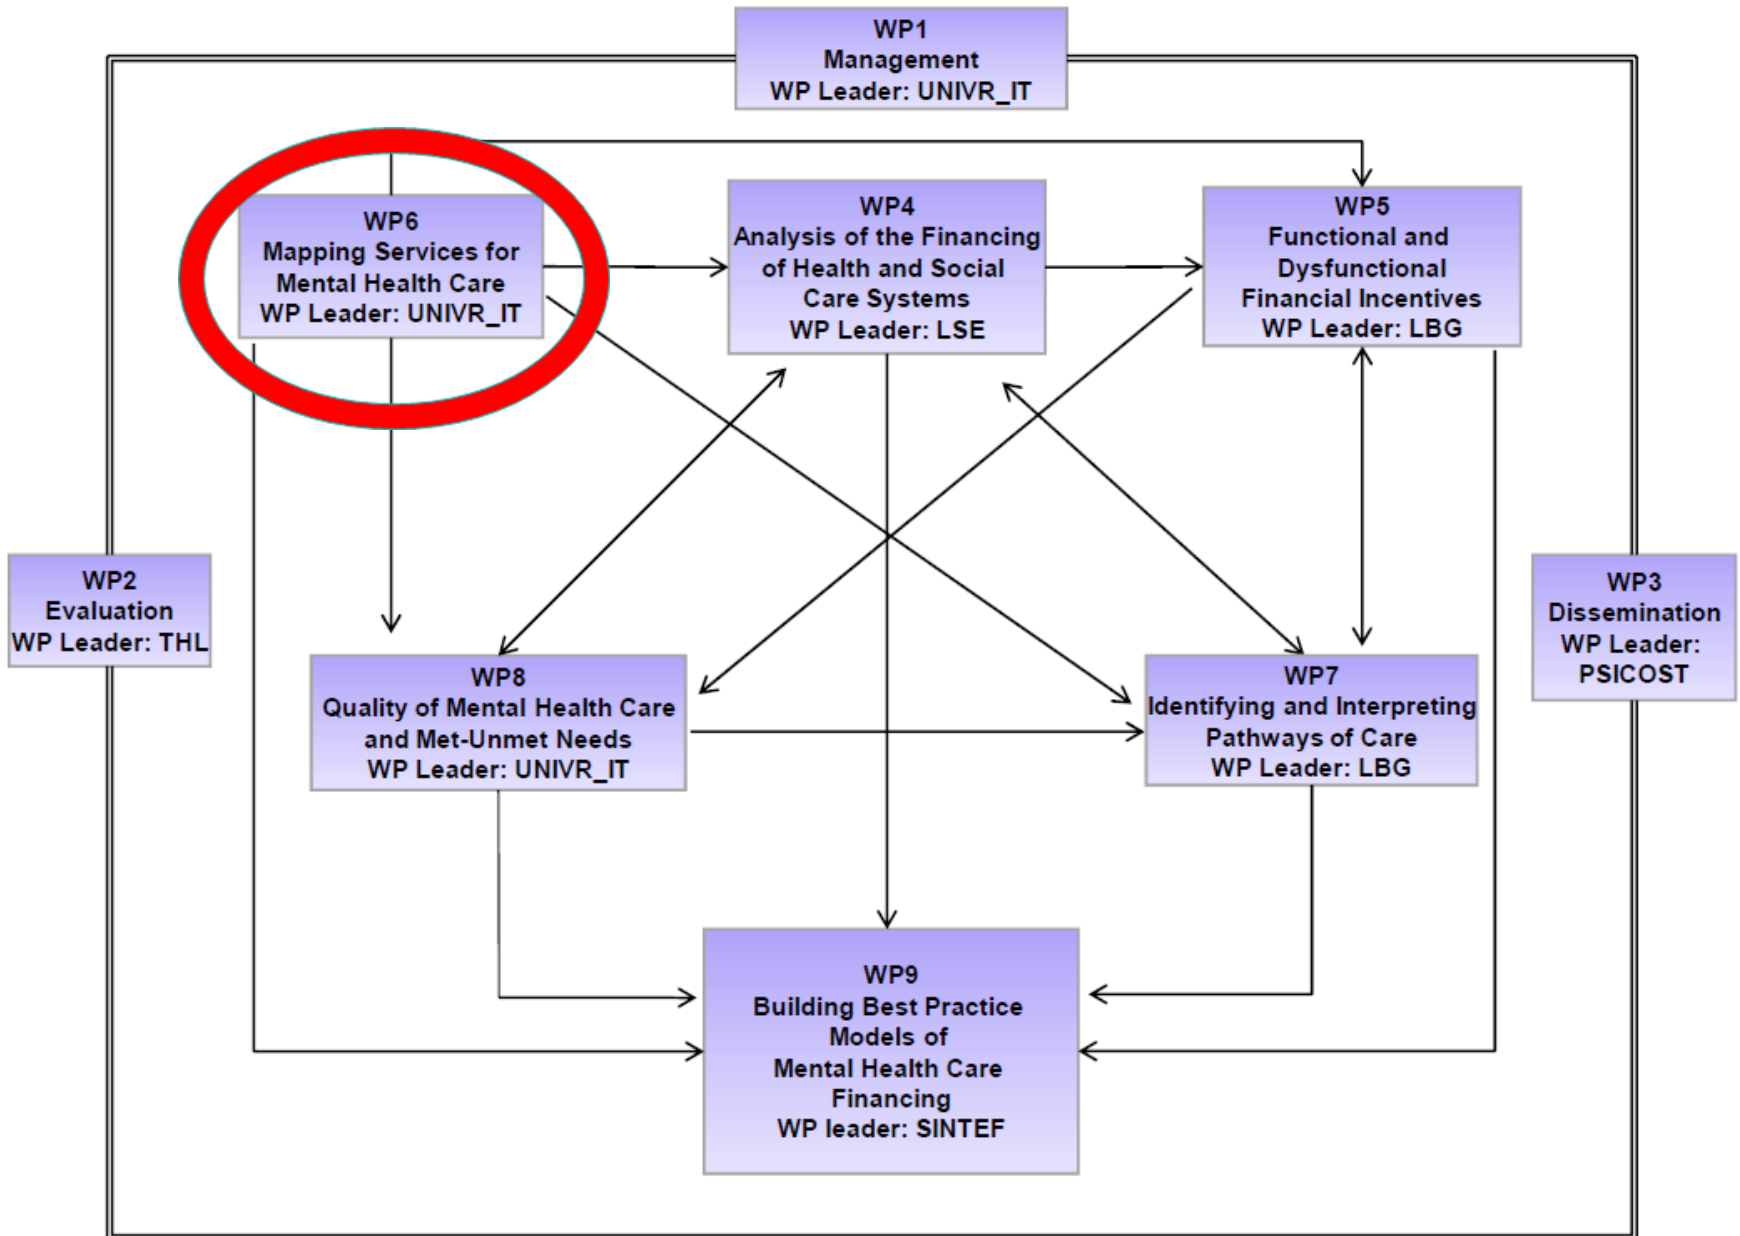 WP1
Management
WP Leader: UNIVR_IT
WP6
Mapping Services for
Mental Health Care
WP Leader: UNIVR_IT
WP4
Analysis of the Financing
of Health and Social
Care Systems
WP Leader: LSE
WP5
Functional and
Dysfunctional
Financial Incentives
WP Leader: LBG
WP2
Evaluation
WP Leader: THL
WP3
Dissemination
WP Leader:
PSICOST
WP8
Quality of Mental Health Care
and Met-Unmet Needs
WP Leader: UNIVR_IT
WP7
Identifying and Interpreting
Pathways of Care
WP Leader: LBG
WP9
Building Best Practice
Models of
Mental Health Care
Financing
WP leader: SINTEF